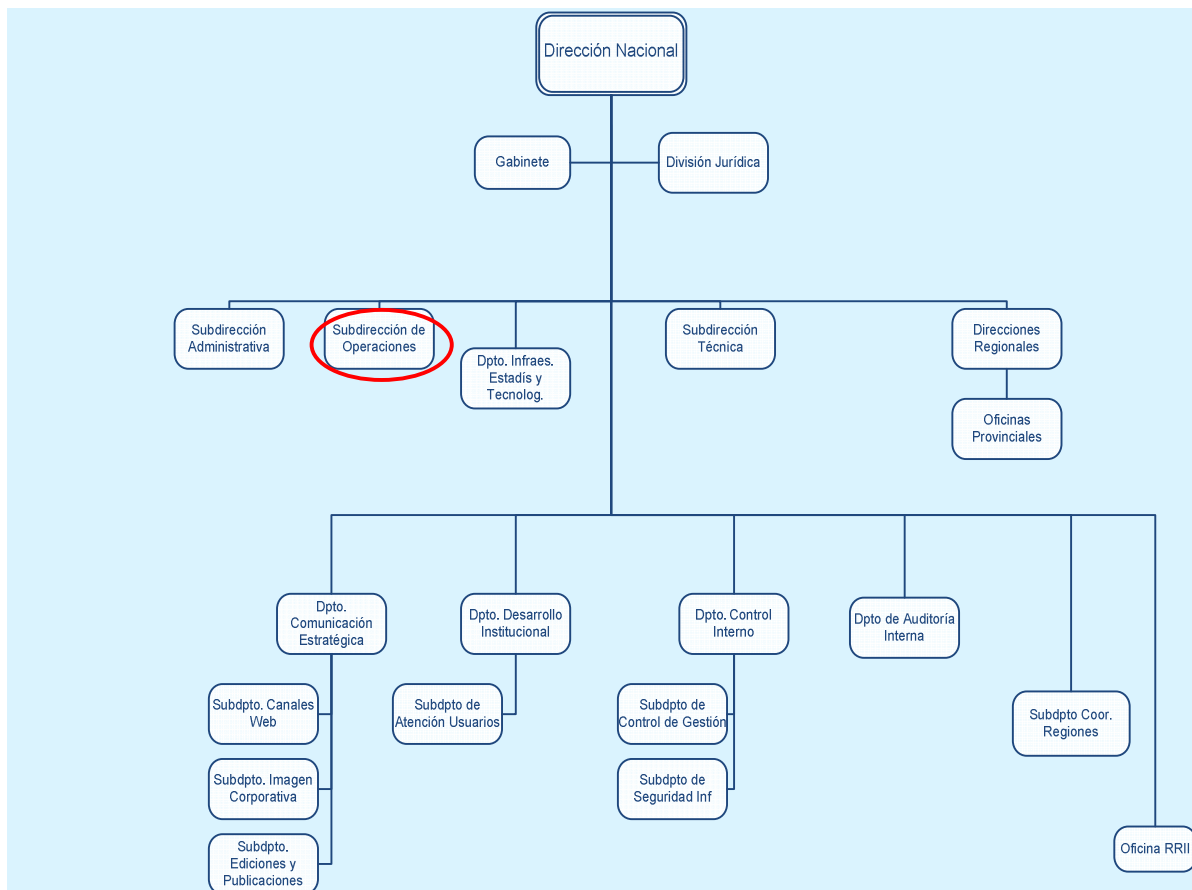 Dirección Nacional
Gabinete
División Jurídica
Subdirección
Administrativa
Subdirección de
Operaciones
Dpto. Infraes.
Estadís y
Tecnolog.
Subdirección
Técnica
Direcciones
Regionales
Oficinas
Provinciales
Dpto.
Comunicación
Estratégica
Dpto. Desarrollo
Institucional
Dpto. Control
Interno
Dpto de Auditoría
Interna
Subdpto. Canales
Web
Subdpto de
Atención Usuarios
Subdpto de
Control de Gestión
Subdpto Coor.
Regiones
Subdpto. Imagen
Corporativa
Subdpto de
Seguridad Inf
Subdpto.
Ediciones y
Publicaciones
Oficina RRII